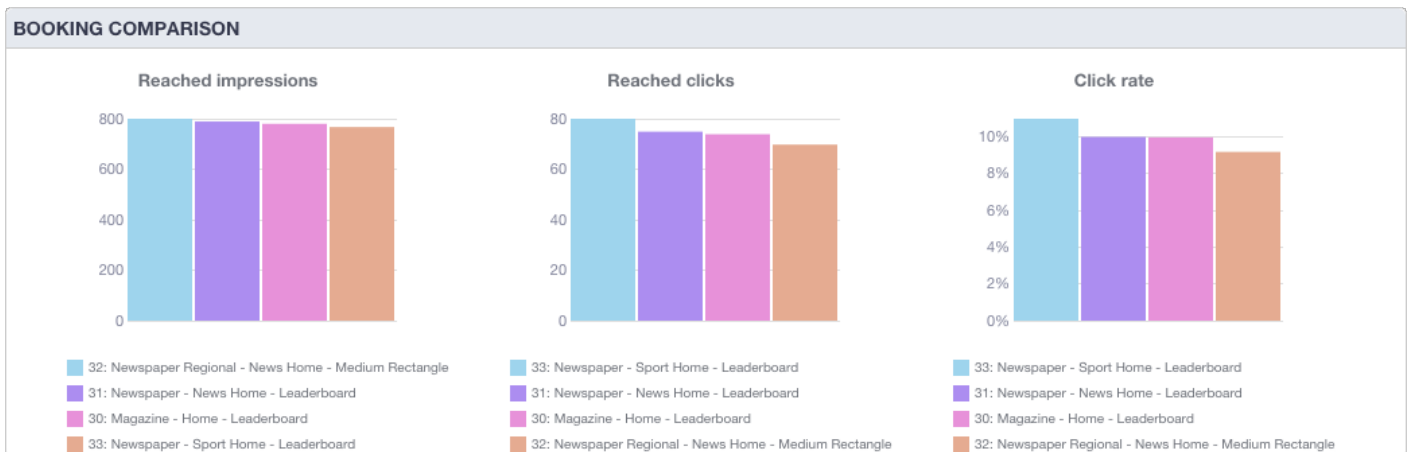 BOOKING COMPARISON
Reached impressions
800
600
400
200
0
32: Newspaper Regional - News Home - Medium Rectangle
31: Newspaper - News Home - Leaderboard
30: Magazine - Home - Leaderboard
33: Newspaper - Sport Home - Leaderboard
Reached clicks
80
60
40
20
0
33: Newspaper - Sport Home - Leaderboard
31: Newspaper - News Home - Leaderboard
30: Magazine - Home - Leaderboard
32: Newspaper Regional - News Home - Medium Rectangle
Click rate
10%
8%
6%
4%
2%
0%
33: Newspaper - Sport Home - Leaderboard
31: Newspaper - News Home - Leaderboard
30: Magazine - Home - Leaderboard
32: Newspaper Regional - News Home - Medium Rectangle